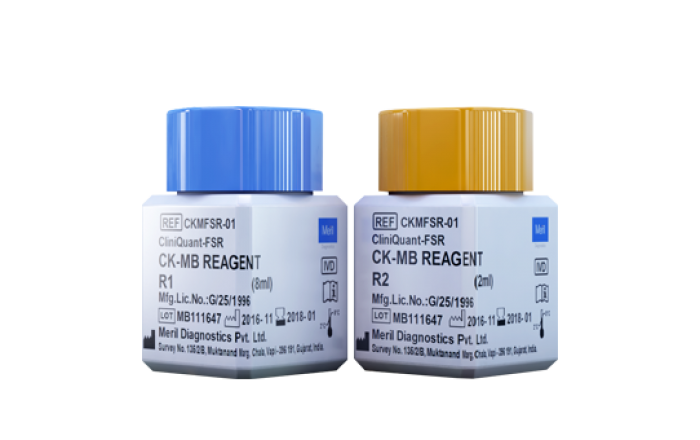 REF CKMFSR-01
CliniQuant-FSR
Meril
CK-MB REAGENT
R1 (8ml)
IVD
Mfg.Lic.No.:G/25/1996
LOT MB111647 2016-11 2018-01
Meril Diagnostics Pvt. Ltd.
Survey No. 135/2/B, Muktanand Marg, Chala, Vapi - 396 191, Gujarat, India.
REF CKMFSR-01
CliniQuant-FSR
Meril
CK-MB REAGENT
R2 (2ml)
IVD
Mfg.Lic.No.:G/25/1996
LOT MB111647 2016-11 2018-01
Meril Diagnostics Pvt. Ltd.
Survey No. 135/2/B, Muktanand Marg, Chala, Vapi - 396 191, Gujarat, India.